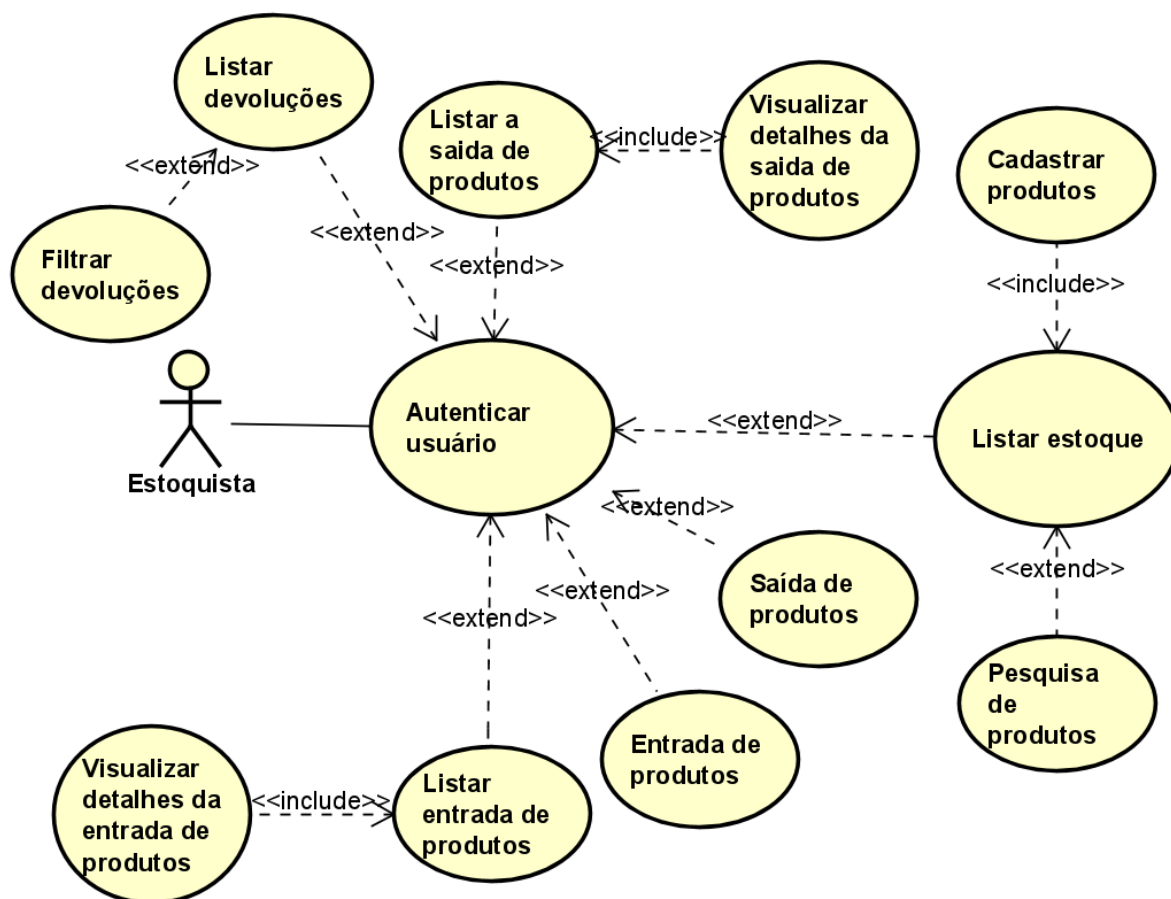 Listar
devoluções
<<extend>>
Filtrar
devoluções
<<extend>>
Listar a
saida de
produtos
<<include>>
Visualizar
detalhes da
saida de
produtos
<<extend>>
Cadastrar
produtos
<<include>>
Autenticar
usuário
Estoquista
<<extend>>
Listar estoque
<<extend>>
Saída de
produtos
<<extend>>
Pesquisa
de
produtos
<<extend>>
<<extend>>
Entrada de
produtos
Visualizar
detalhes da
entrada de
produtos
<<include>>
Listar
entrada de
produtos